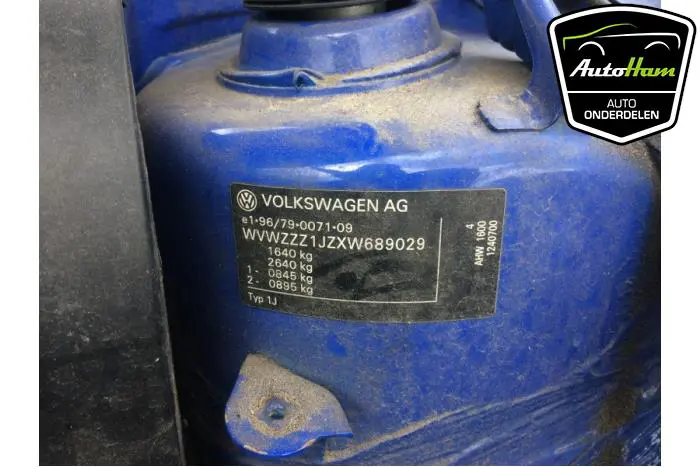 VOLKSWAGEN AG
e1*96/79*0071*09
WVWZZZ1JZXW689029
1640 kg
2640 kg
1 - 0845 kg
2 - 0895 kg
Typ 1J
4
AHW 1600
1240700
AutoHam
AUTO
ONDERDELEN